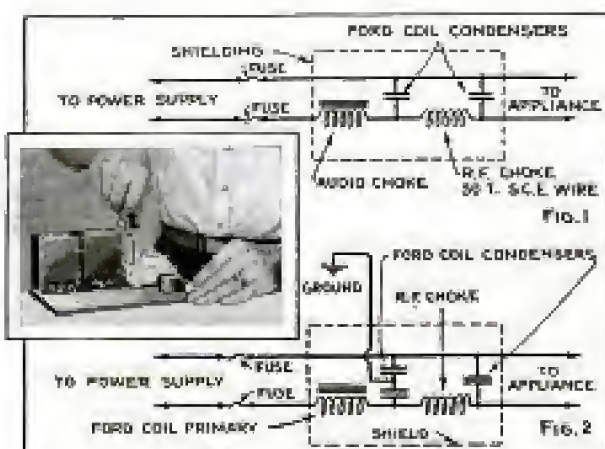 FORD COIL CONDENSERS
SHIELDING
FUSE
TO POWER SUPPLY
FUSE
TO
APPLIANCE
AUDIO CHOKE
R.F. CHOKE
50 T. S.C.E. WIRE
FIG. 1
FORD COIL CONDENSERS
GROUND
R.F. CHOKE
FUSE
TO POWER SUPPLY
FUSE
TO
APPLIANCE
FORD COIL PRIMARY
SHIELD
FIG. 2